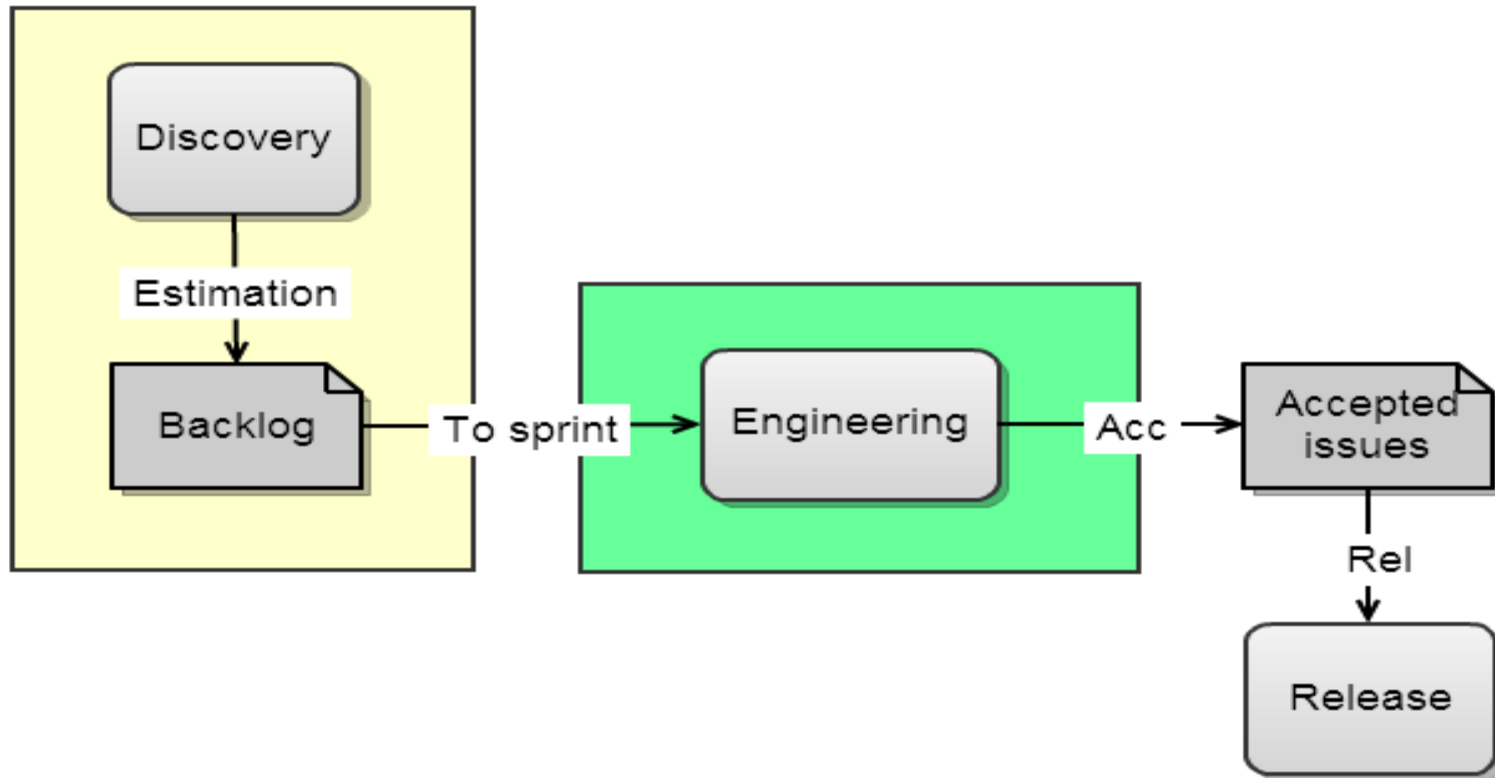 Discovery
Estimation
Backlog
To sprint
Engineering
Acc
Accepted
issues
Rel
Release